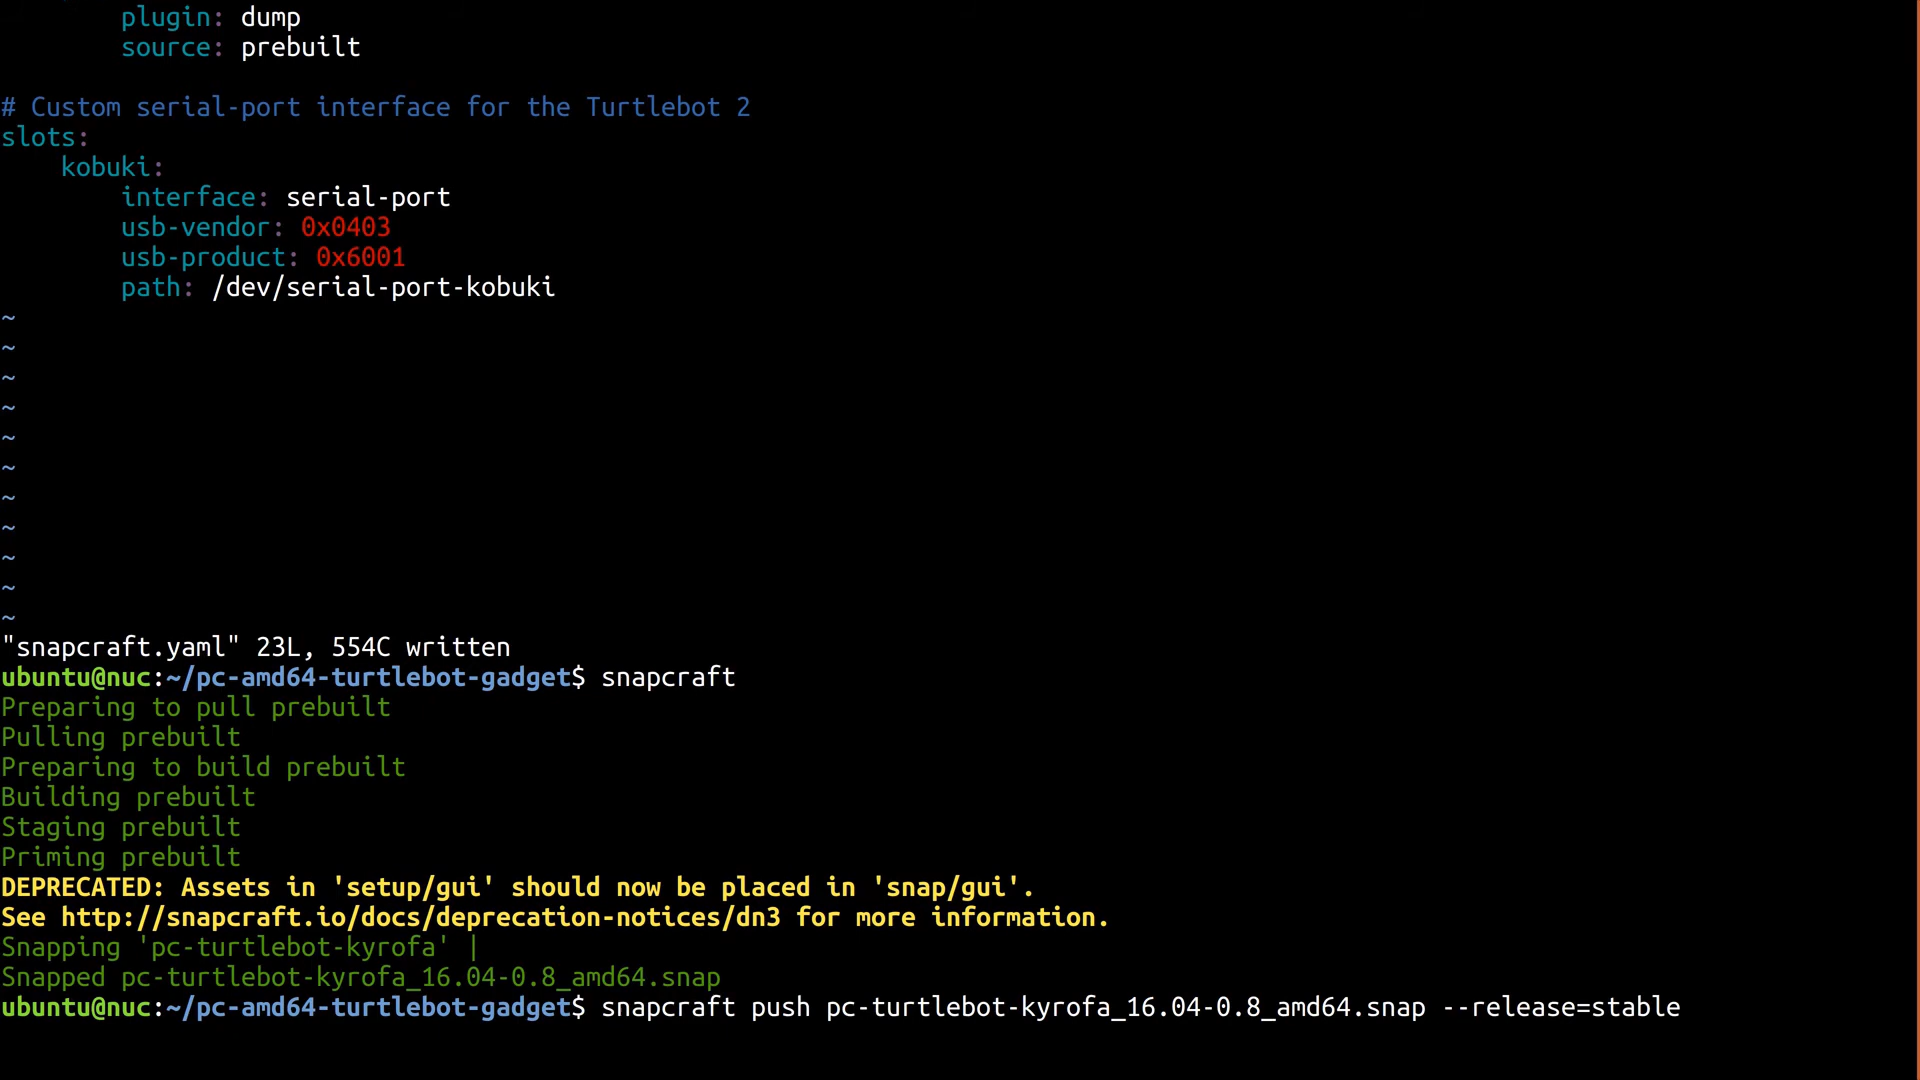 plugin: dump
source: prebuilt
# Custom serial-port interface for the Turtlebot 2
slots:
kobuki:
interface: serial-port
usb-vendor: 0x0403
usb-product: 0x6001
path: /dev/serial-port-kobuki
~
~
~
~
~
~
~
~
~
~
~
"snapcraft.yaml" 23L, 554C written
ubuntu@nuc:~/pc-amd64-turtlebot-gadget$ snapcraft
Preparing to pull prebuilt
Pulling prebuilt
Preparing to build prebuilt
Building prebuilt
Staging prebuilt
Priming prebuilt
DEPRECATED: Assets in 'setup/gui' should now be placed in 'snap/gui'.
See http://snapcraft.io/docs/deprecation-notices/dn3 for more information.
Snapping 'pc-turtlebot-kyrofa' |
Snapped pc-turtlebot-kyrofa_16.04-0.8_amd64.snap
ubuntu@nuc:~/pc-amd64-turtlebot-gadget$ snapcraft push pc-turtlebot-kyrofa_16.04-0.8_amd64.snap --release=stable